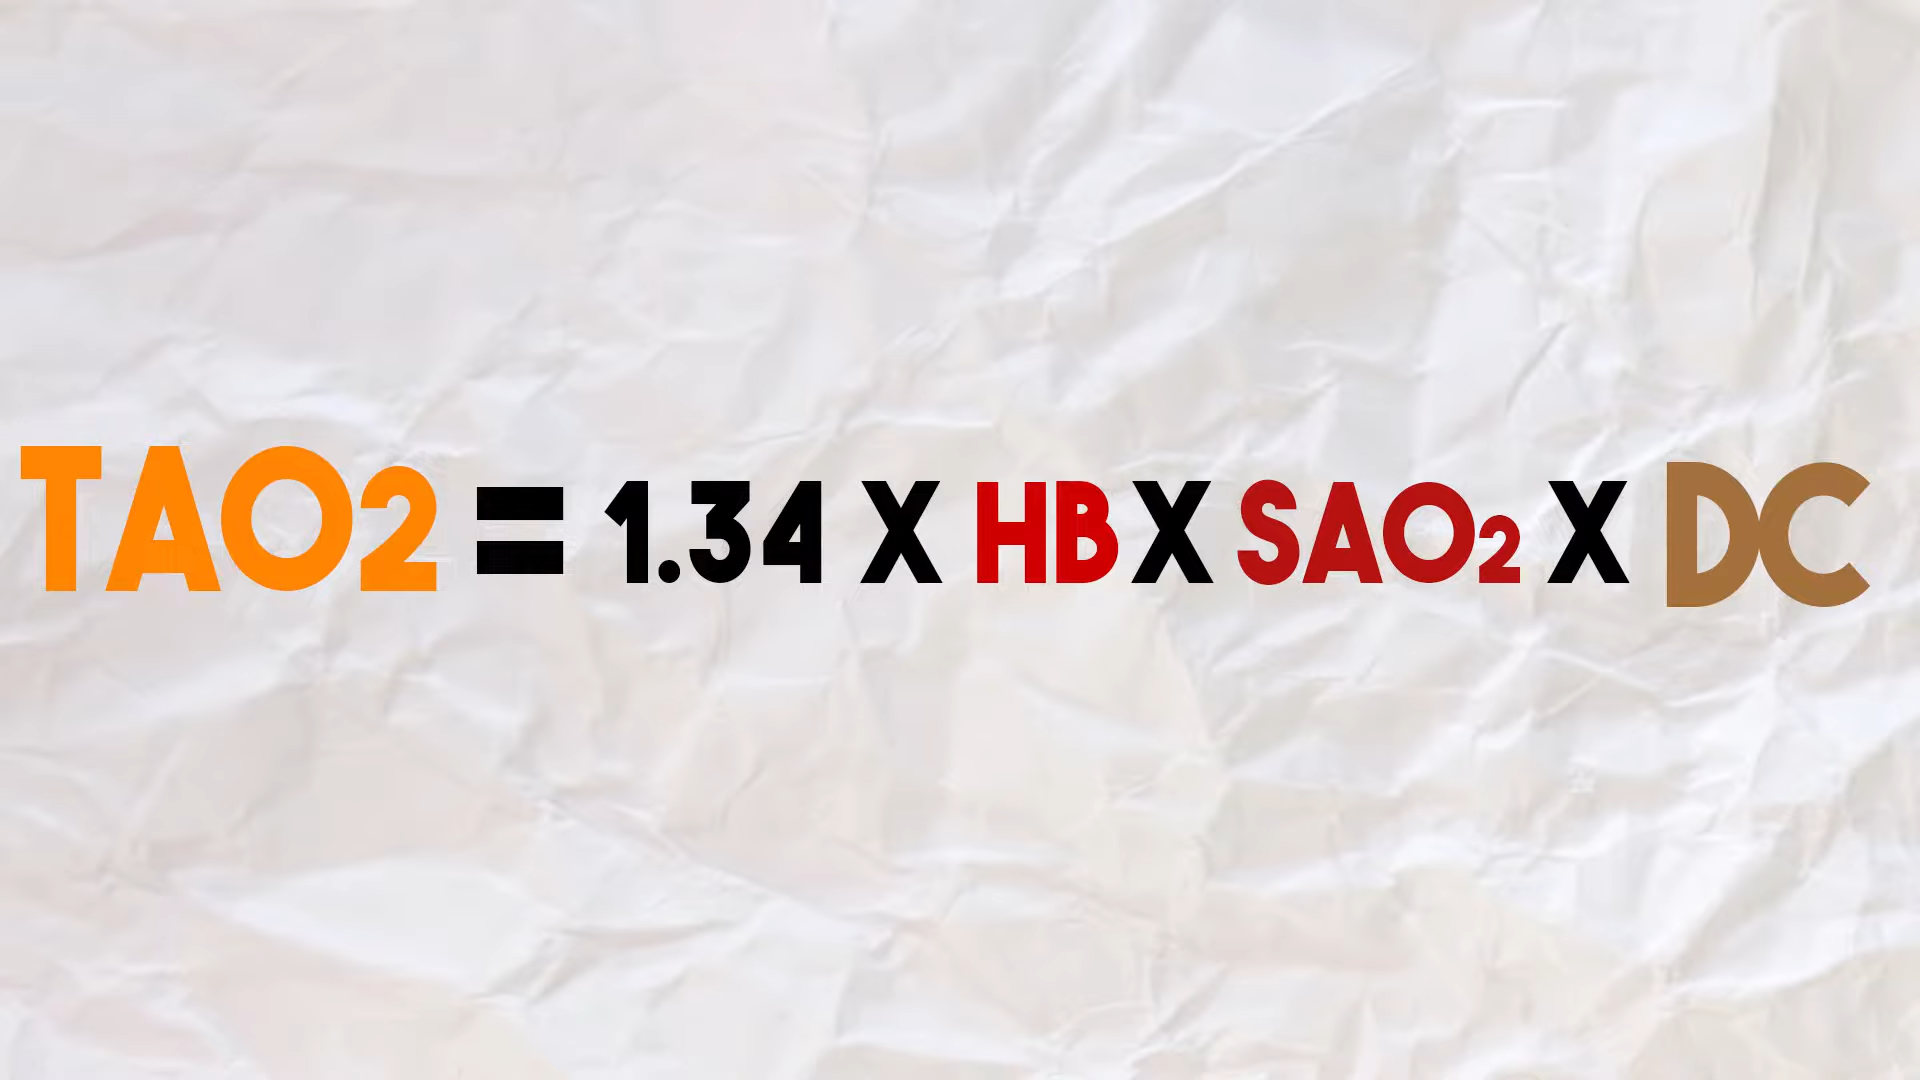 TAO2 = 1.34 X HB X SAO2 X DC